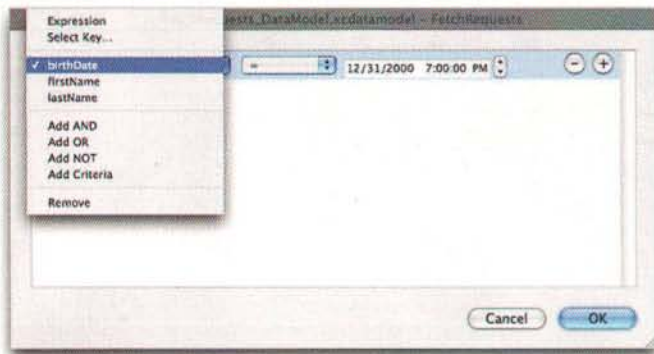 Expression
Select Key...
✓ birthDate
firstName
lastName
Add AND
Add OR
Add NOT
Add Criteria
Remove
ests_DataModel.xcdatamodel – FetchRequests
=
12/31/2000 7:00:00 PM
Cancel
OK